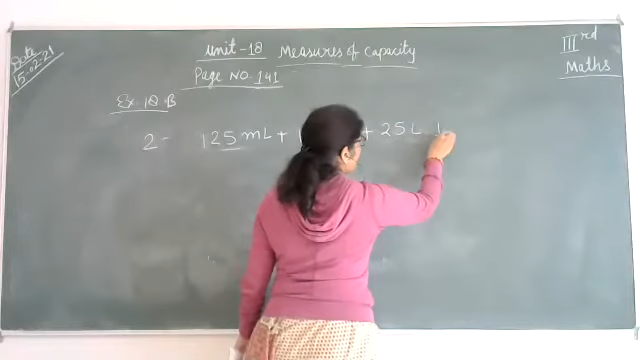 Date
15-02-21
unit-18 Measures of Capacity
Page No. 141
III rd
Maths
Ex. 18 B
2- 125 mL + + 25 L